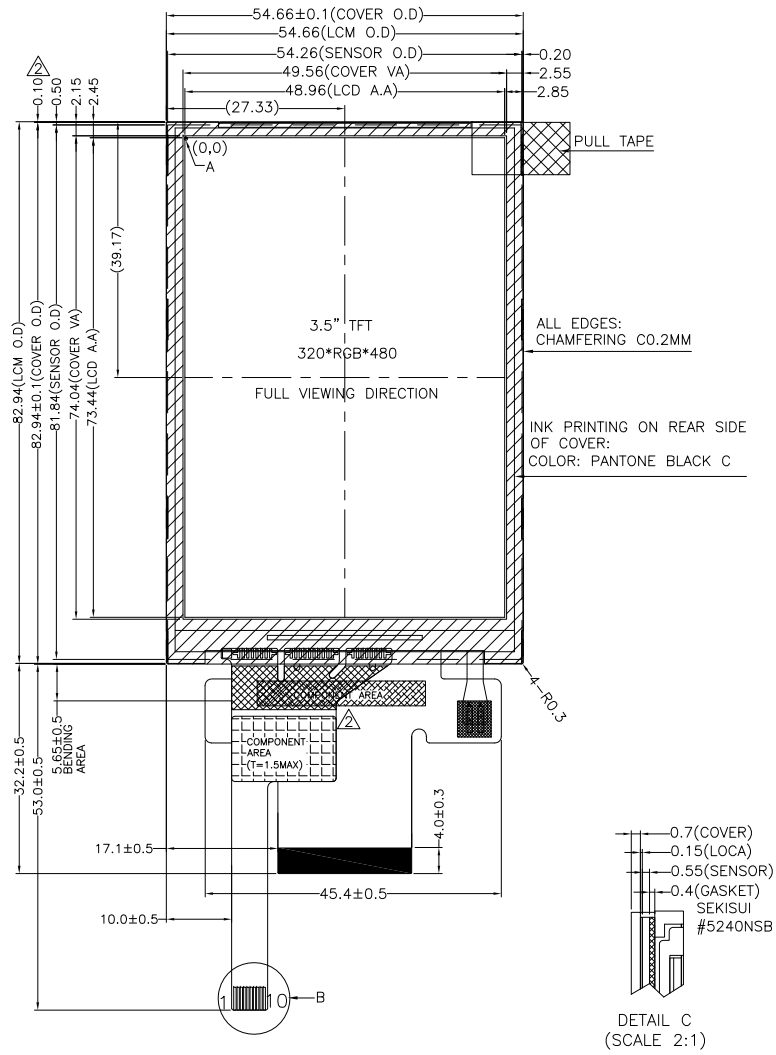 54.66±0.1(COVER O.D)
54.66(LCM O.D)
54.26(SENSOR O.D)
0.20
49.56(COVER VA)
2.55
48.96(LCD A.A)
2.85
(27.33)
2
0.10
0.50
2.15
2.45
(0,0)
A
PULL TAPE
(39.17)
82.94(LCM O.D)
82.94±0.1(COVER O.D)
81.84(SENSOR O.D)
74.04(COVER VA)
73.44(LCD A.A)
3.5" TFT
320*RGB*480
FULL VIEWING DIRECTION
ALL EDGES:
CHAMFERING C0.2MM
INK PRINTING ON REAR SIDE
OF COVER:
COLOR: PANTONE BLACK C
4-R0.3
COMPONENT AREA
2
COMPONENT
AREA
(T=1.5MAX)
5.65±0.5
BENDING
AREA
32.2±0.5
53.0±0.5
17.1±0.5
4.0±0.3
45.4±0.5
10.0±0.5
1
10
B
0.7(COVER)
0.15(LOCA)
0.55(SENSOR)
0.4(GASKET)
SEKISUI
#5240NSB
DETAIL C
(SCALE 2:1)